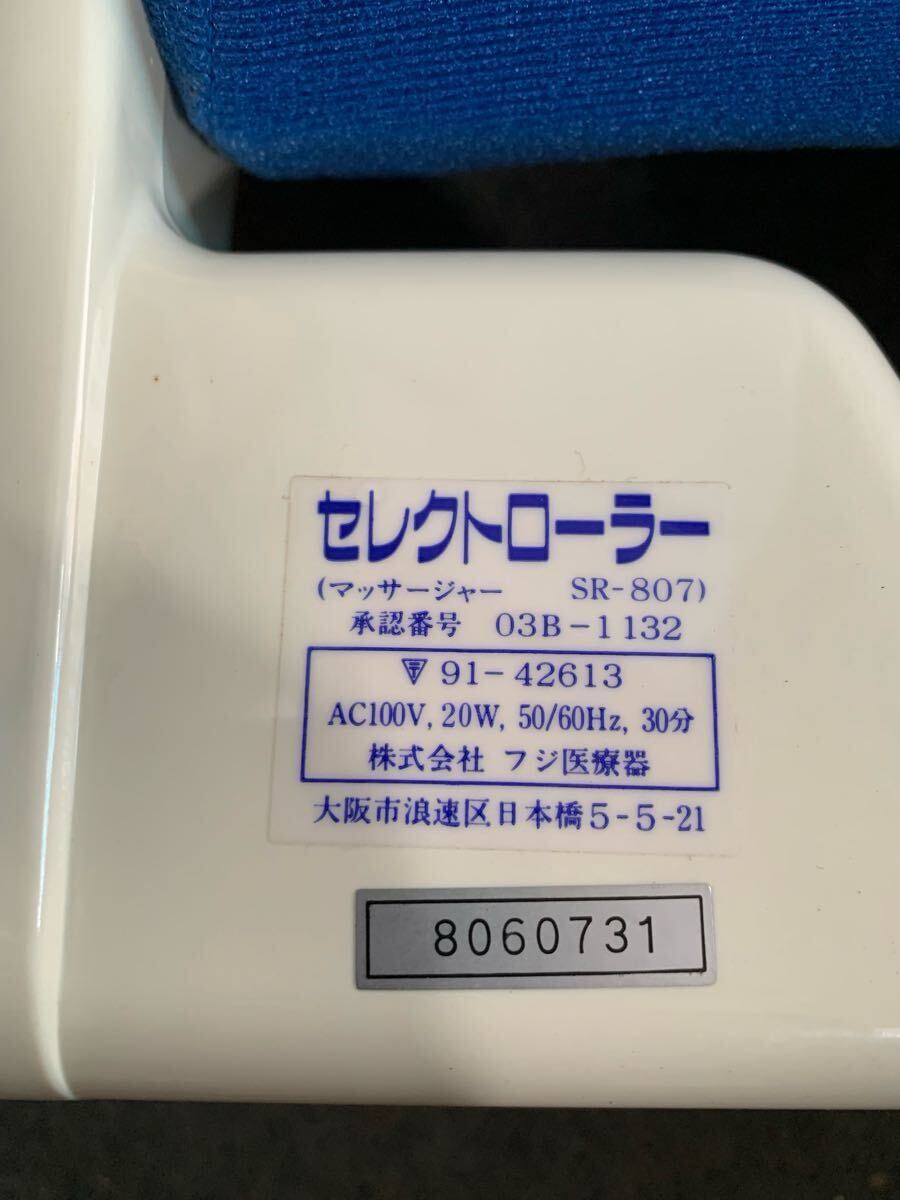 セレクトローラー
(マッサージャー SR-807)
承認番号 03B-1132
〒 91-42613
AC100V, 20W, 50/60Hz, 30分
株式会社 フジ医療器
大阪市浪速区日本橋5-5-21
8060731